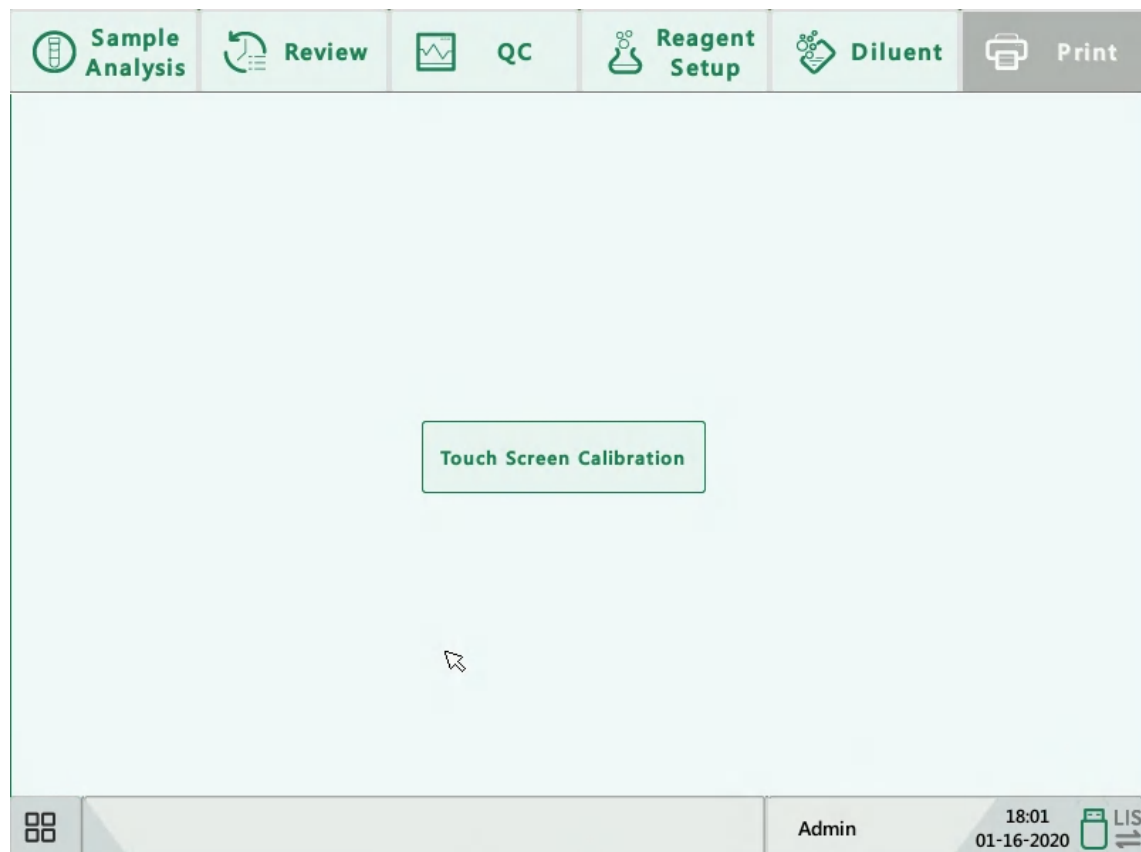 Sample
Analysis
Review
QC
Reagent
Setup
Diluent
Print
Touch Screen Calibration
Admin
18:01
01-16-2020
LIS